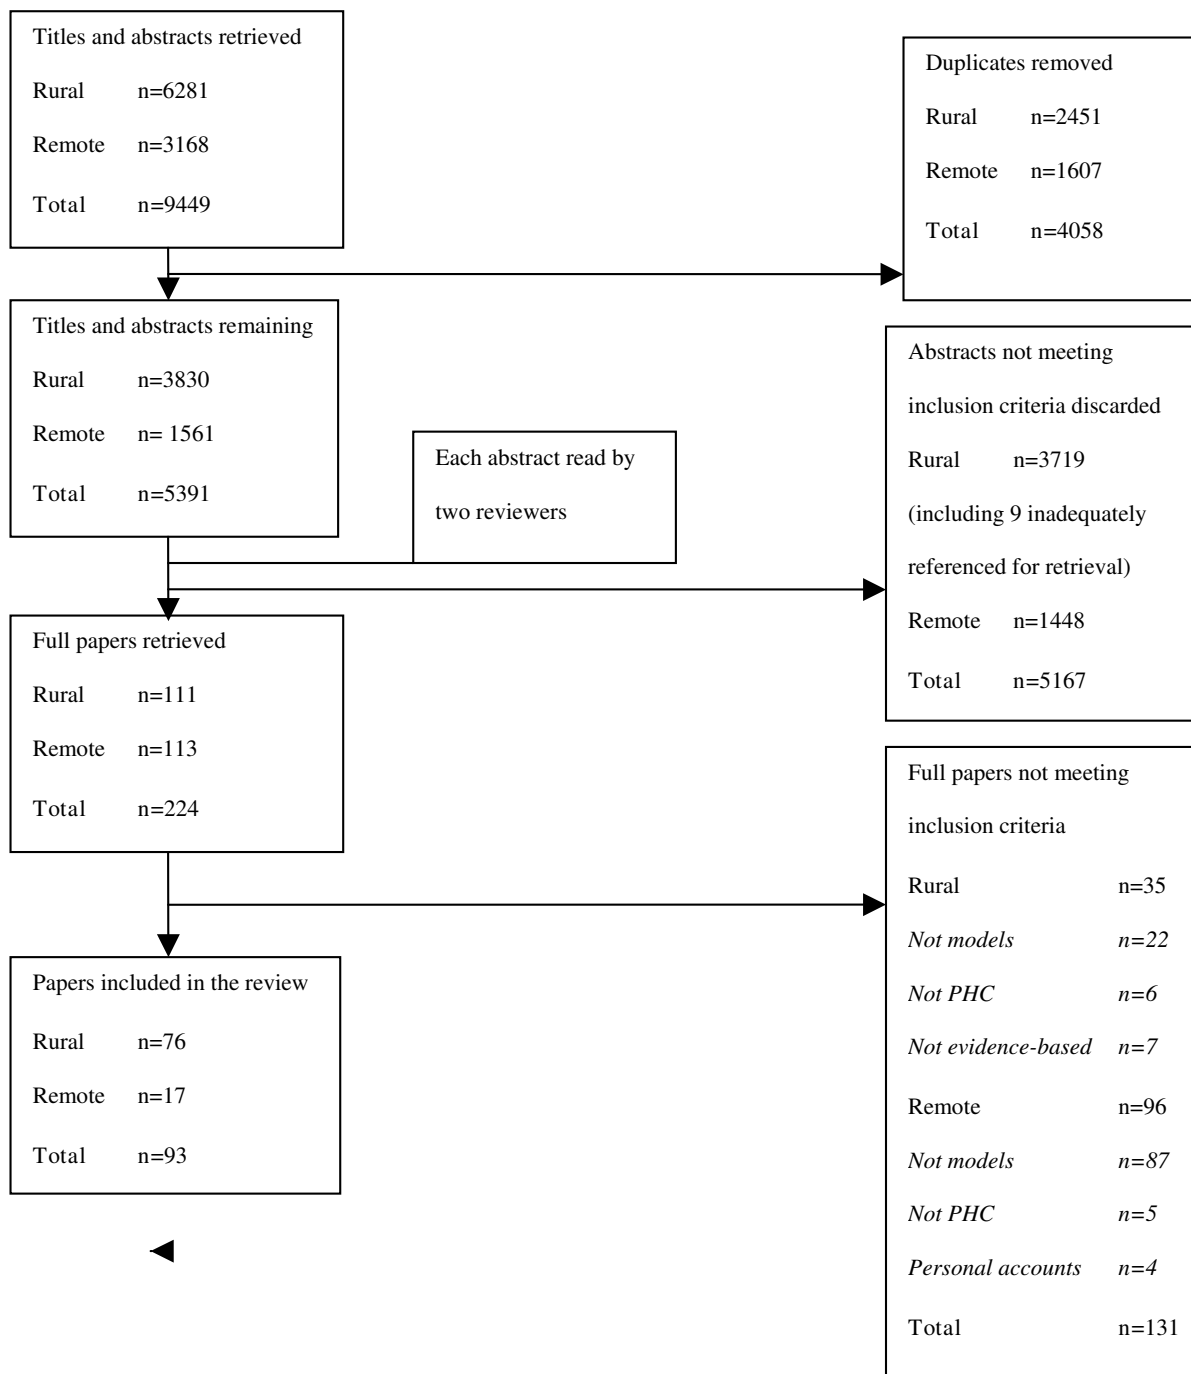 Titles and abstracts retrieved
Rural n=6281
Remote n=3168
Total n=9449
Duplicates removed
Rural n=2451
Remote n=1607
Total n=4058
Titles and abstracts remaining
Rural n=3830
Remote n= 1561
Total n=5391
Each abstract read by
two reviewers
Abstracts not meeting
inclusion criteria discarded
Rural n=3719
(including 9 inadequately
referenced for retrieval)
Remote n=1448
Total n=5167
Full papers retrieved
Rural n=111
Remote n=113
Total n=224
Full papers not meeting
inclusion criteria
Rural n=35
Not models n=22
Not PHC n=6
Not evidence-based n=7
Remote n=96
Not models n=87
Not PHC n=5
Personal accounts n=4
Total n=131
Papers included in the review
Rural n=76
Remote n=17
Total n=93